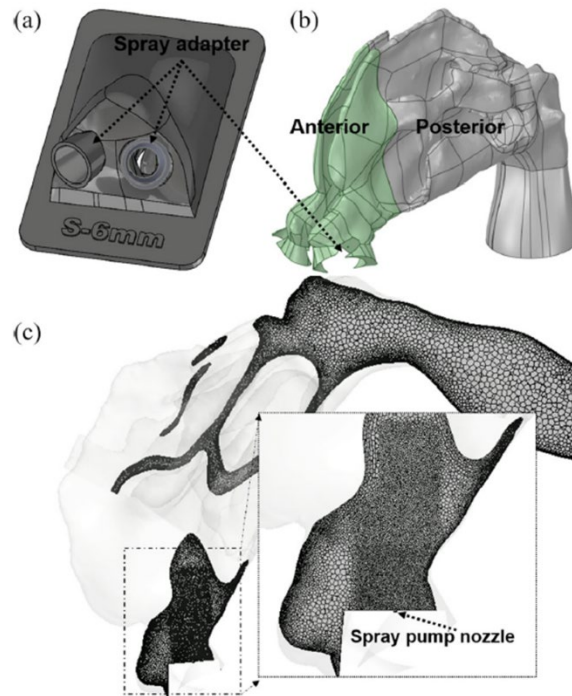 (a)
Spray adapter
S-6mm
(b)
Anterior
Posterior
(c)
Spray pump nozzle